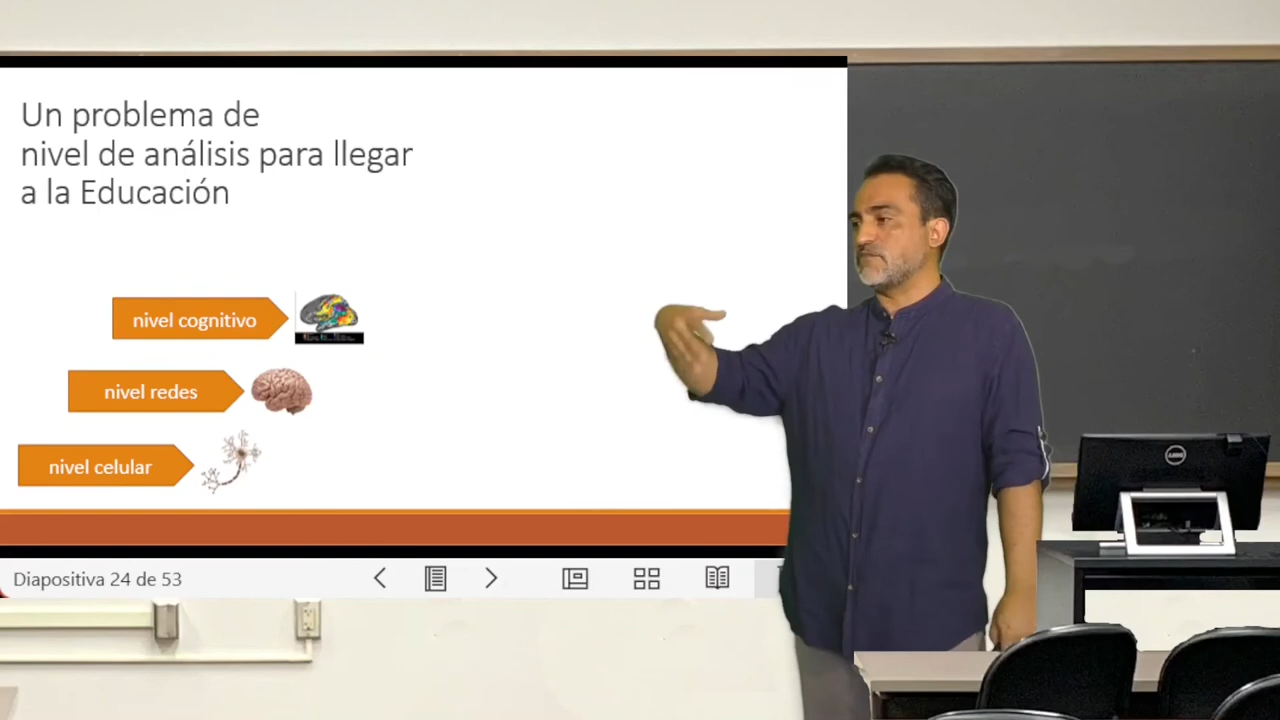 Un problema de
nivel de análisis para llegar
a la Educación
nivel cognitivo
nivel redes
nivel celular
Diapositiva 24 de 53
DELL